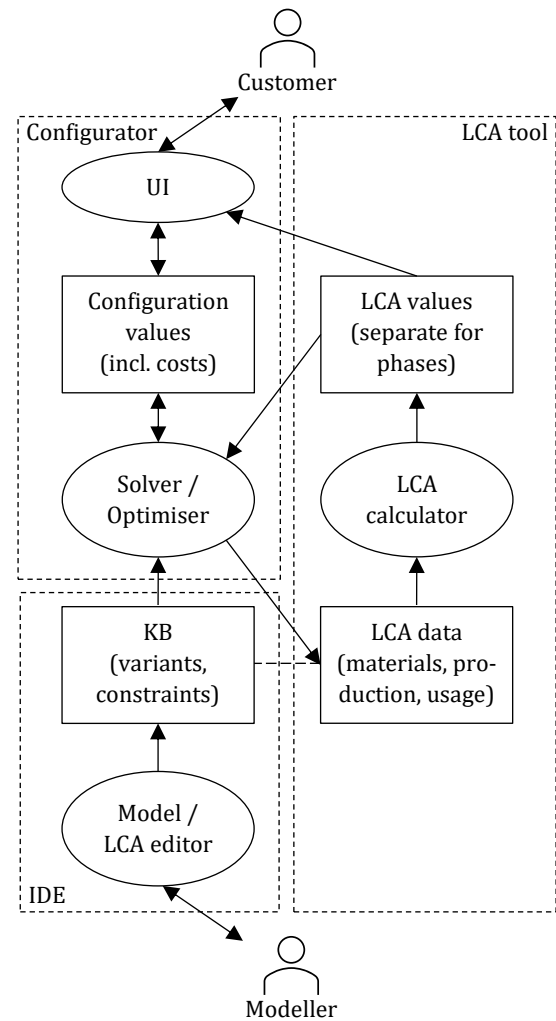 Customer
Configurator
LCA tool
UI
Configuration
values
(incl. costs)
LCA values
(separate for
phases)
Solver /
Optimiser
LCA
calculator
KB
(variants,
constraints)
LCA data
(materials, pro-
duction, usage)
Model /
LCA editor
IDE
Modeller